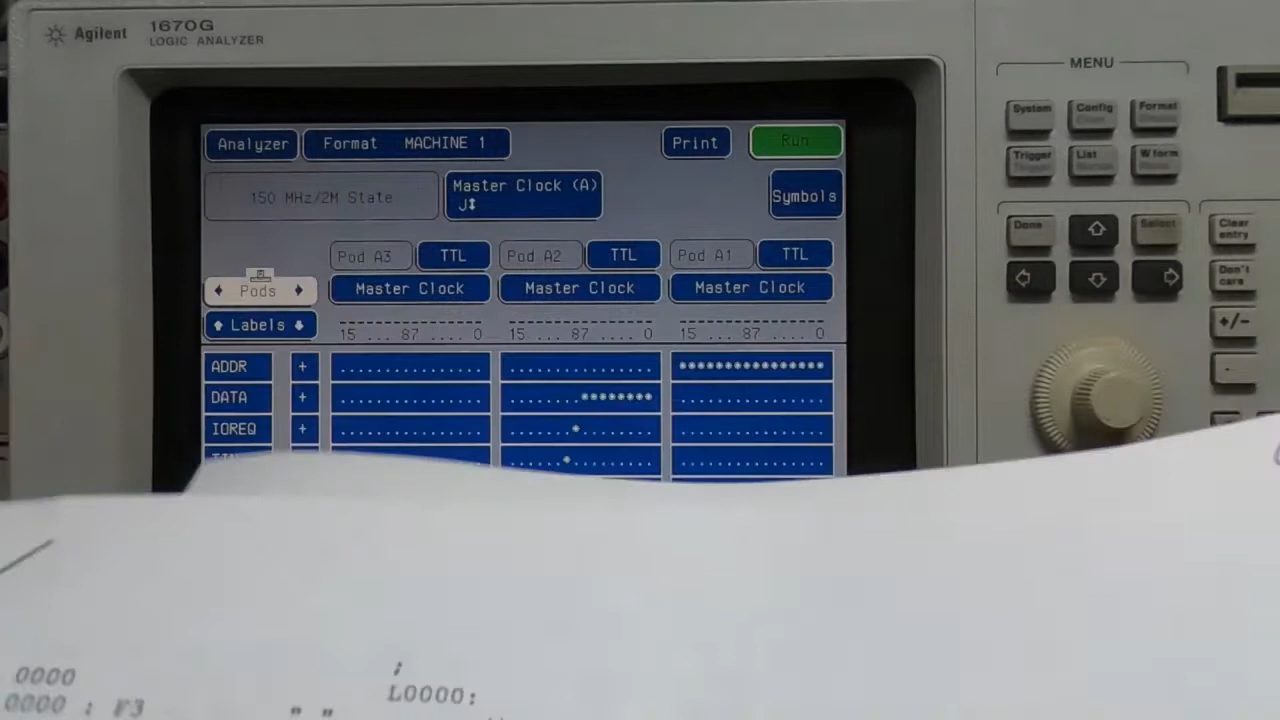 Agilent 1670G
LOGIC ANALYZER
MENU
System Config Format
Trigger List W form
Done Select Clear entry
Don't care
+/-
Analyzer Format MACHINE 1 Print Run
150 MHz/2M State Master Clock (A) Symbols
J↕
Pod A3 TTL Pod A2 TTL Pod A1 TTL
Pods Master Clock Master Clock Master Clock
Labels 15 ... 87 ... 0 15 ... 87 ... 0 15 ... 87 ... 0
ADDR + ................ ................ ****************
DATA + ................ ........******** ................
IOREQ + ................ .......*........ ................
0000 ;
0000 : F3 " " L0000: